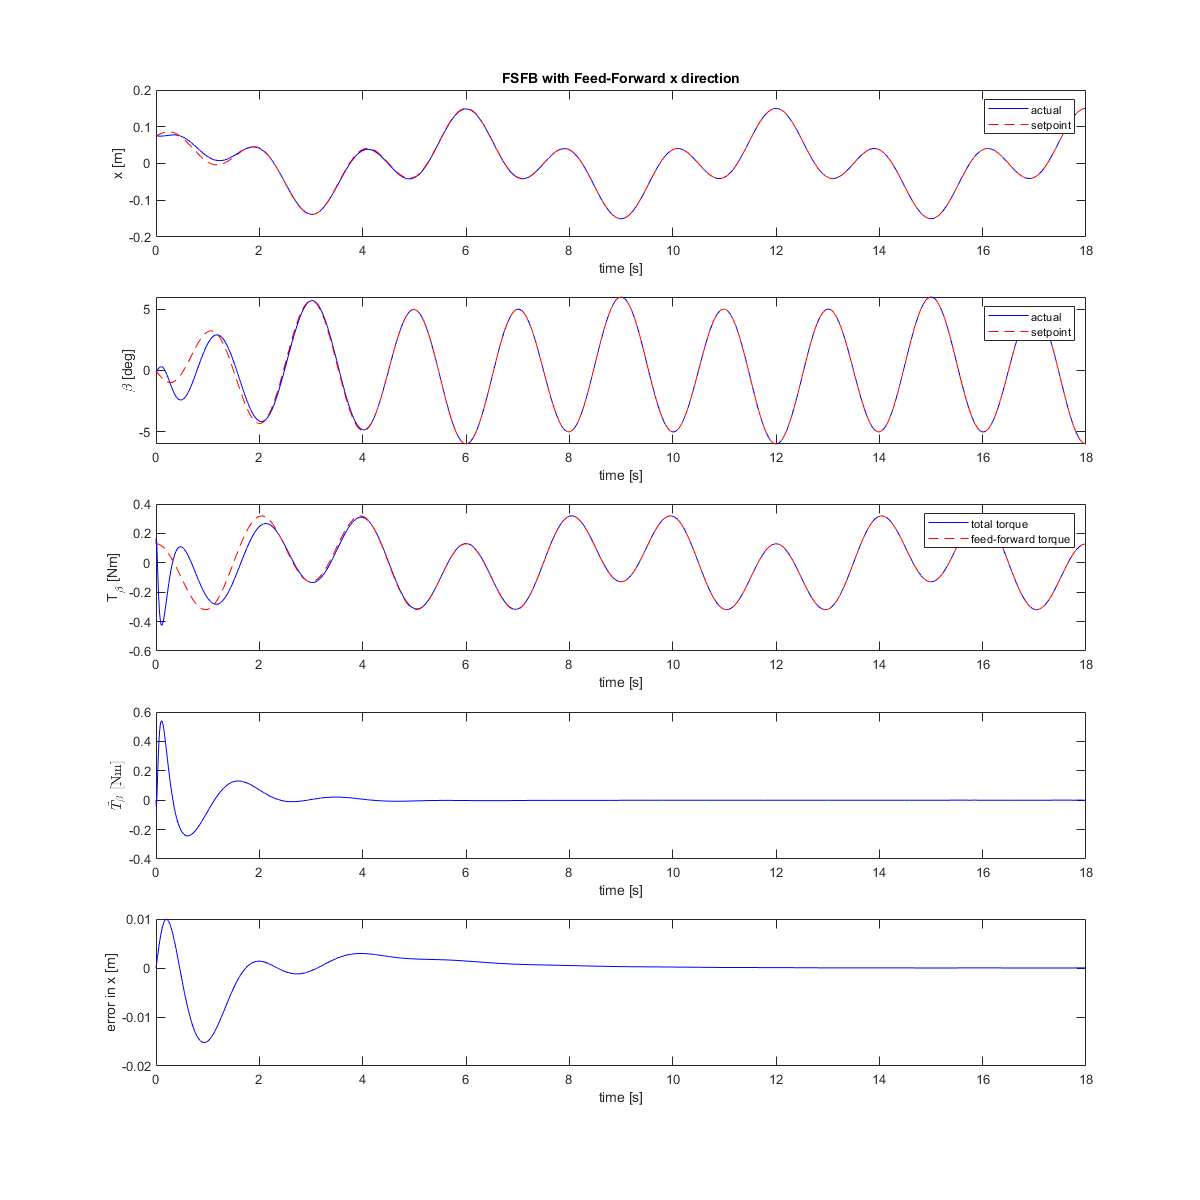 FSFB with Feed-Forward x direction
0.2
0.1
0
-0.1
-0.2
x [m]
actual
setpoint
0 2 4 6 8 10 12 14 16 18
time [s]
5
0
-5
β [deg]
actual
setpoint
0 2 4 6 8 10 12 14 16 18
time [s]
0.4
0.2
0
-0.2
-0.4
-0.6
T_β [Nm]
total torque
feed-forward torque
0 2 4 6 8 10 12 14 16 18
time [s]
0.6
0.4
0.2
0
-0.2
-0.4
[Nm]
0 2 4 6 8 10 12 14 16 18
time [s]
0.01
0
-0.01
-0.02
error in x [m]
0 2 4 6 8 10 12 14 16 18
time [s]